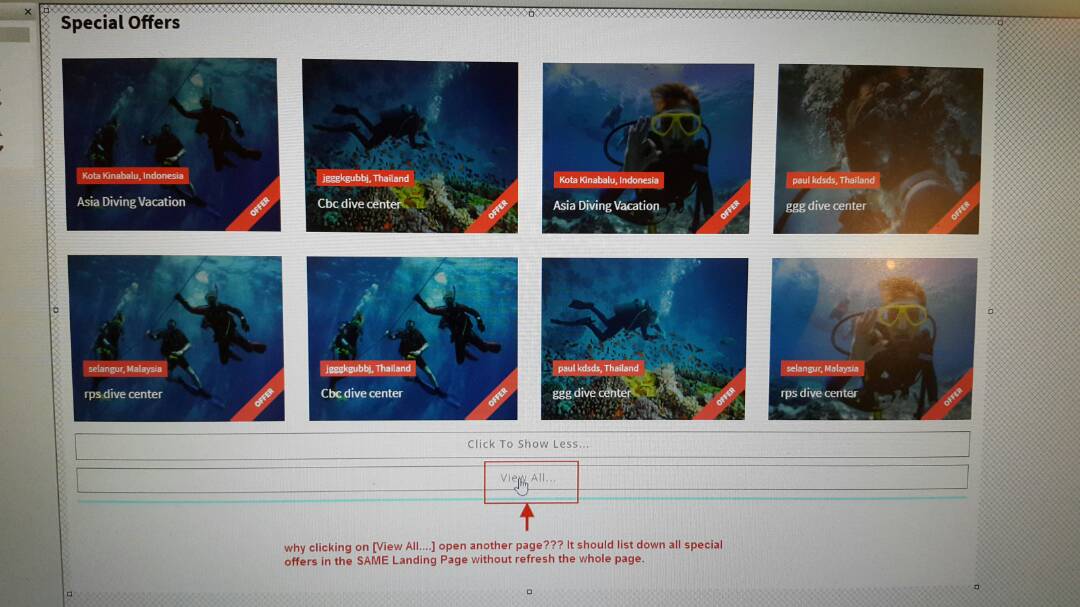 Special Offers
Kota Kinabalu, Indonesia
Asia Diving Vacation
OFFER
jgggkgubbj, Thailand
Cbc dive center
OFFER
Kota Kinabalu, Indonesia
Asia Diving Vacation
OFFER
paul kdsds, Thailand
ggg dive center
OFFER
selangur, Malaysia
rps dive center
OFFER
jgggkgubbj, Thailand
Cbc dive center
OFFER
paul kdsds, Thailand
ggg dive center
OFFER
selangur, Malaysia
rps dive center
OFFER
Click To Show Less...
View All...
why clicking on [View All....] open another page??? It should list down all special
offers in the SAME Landing Page without refresh the whole page.